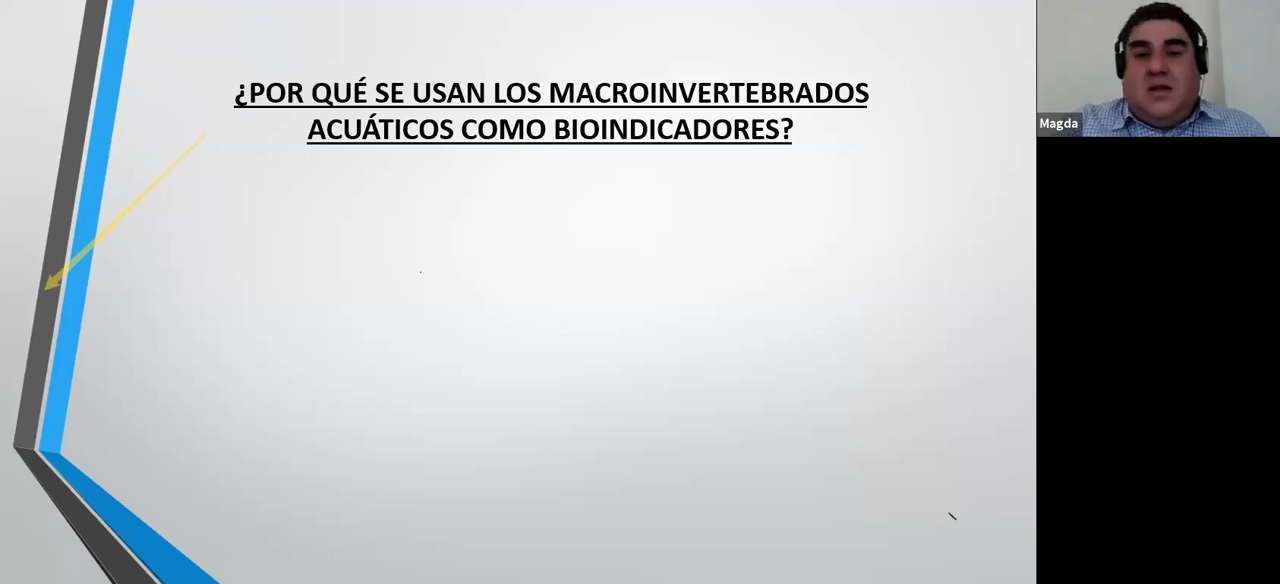 ¿POR QUÉ SE USAN LOS MACROINVERTEBRADOS
ACUÁTICOS COMO BIOINDICADORES?
Magda